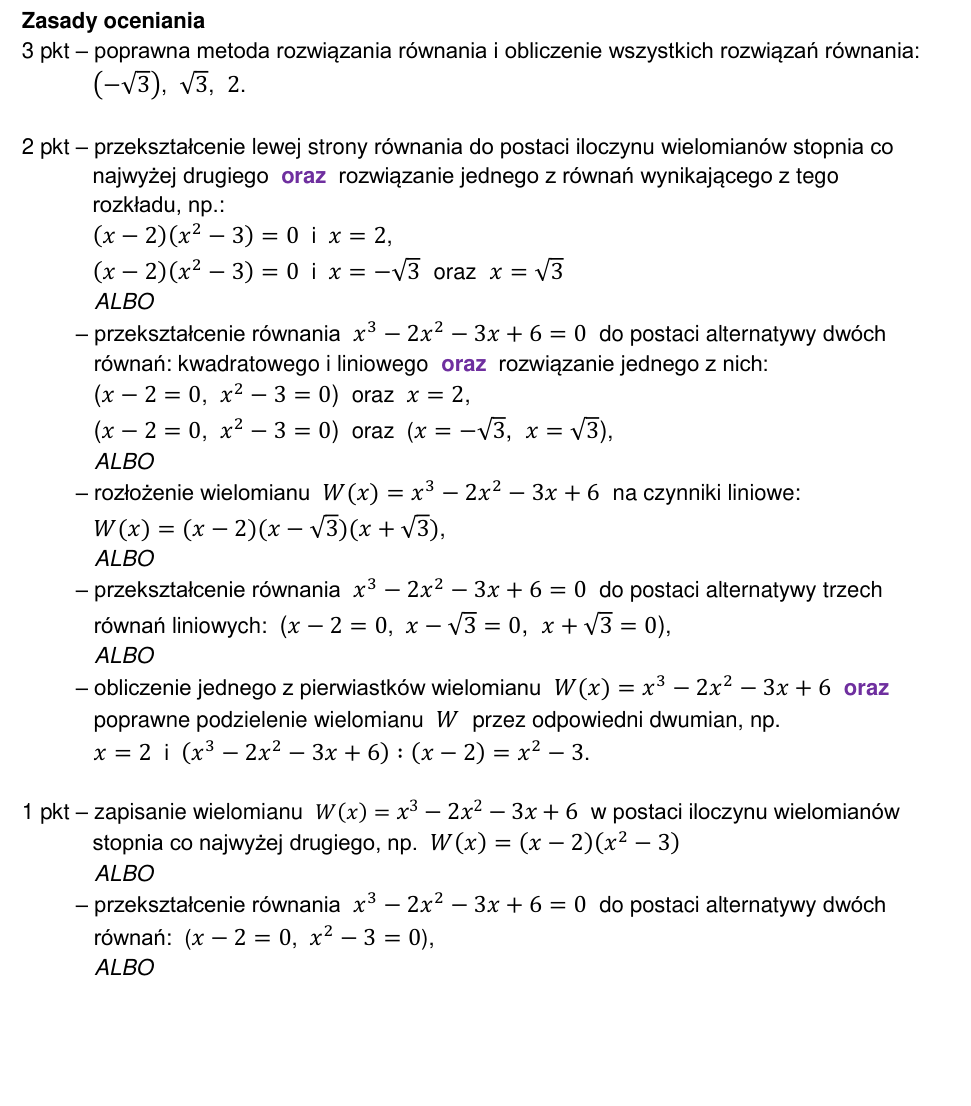 Zasady oceniania
3 pkt – poprawna metoda rozwiązania równania i obliczenie wszystkich rozwiązań równania:
(−√3), √3, 2.
2 pkt – przekształcenie lewej strony równania do postaci iloczynu wielomianów stopnia co
najwyżej drugiego oraz rozwiązanie jednego z równań wynikającego z tego
rozkładu, np.:
(x − 2)(x² − 3) = 0 i x = 2,
(x − 2)(x² − 3) = 0 i x = −√3 oraz x = √3
ALBO
– przekształcenie równania x³ − 2x² − 3x + 6 = 0 do postaci alternatywy dwóch
równań: kwadratowego i liniowego oraz rozwiązanie jednego z nich:
(x − 2 = 0, x² − 3 = 0) oraz x = 2,
(x − 2 = 0, x² − 3 = 0) oraz (x = −√3, x = √3),
ALBO
– rozłożenie wielomianu W(x) = x³ − 2x² − 3x + 6 na czynniki liniowe:
W(x) = (x − 2)(x − √3)(x + √3),
ALBO
– przekształcenie równania x³ − 2x² − 3x + 6 = 0 do postaci alternatywy trzech
równań liniowych: (x − 2 = 0, x − √3 = 0, x + √3 = 0),
ALBO
– obliczenie jednego z pierwiastków wielomianu W(x) = x³ − 2x² − 3x + 6 oraz
poprawne podzielenie wielomianu W przez odpowiedni dwumian, np.
x = 2 i (x³ − 2x² − 3x + 6) : (x − 2) = x² − 3.
1 pkt – zapisanie wielomianu W(x) = x³ − 2x² − 3x + 6 w postaci iloczynu wielomianów
stopnia co najwyżej drugiego, np. W(x) = (x − 2)(x² − 3)
ALBO
– przekształcenie równania x³ − 2x² − 3x + 6 = 0 do postaci alternatywy dwóch
równań: (x − 2 = 0, x² − 3 = 0),
ALBO